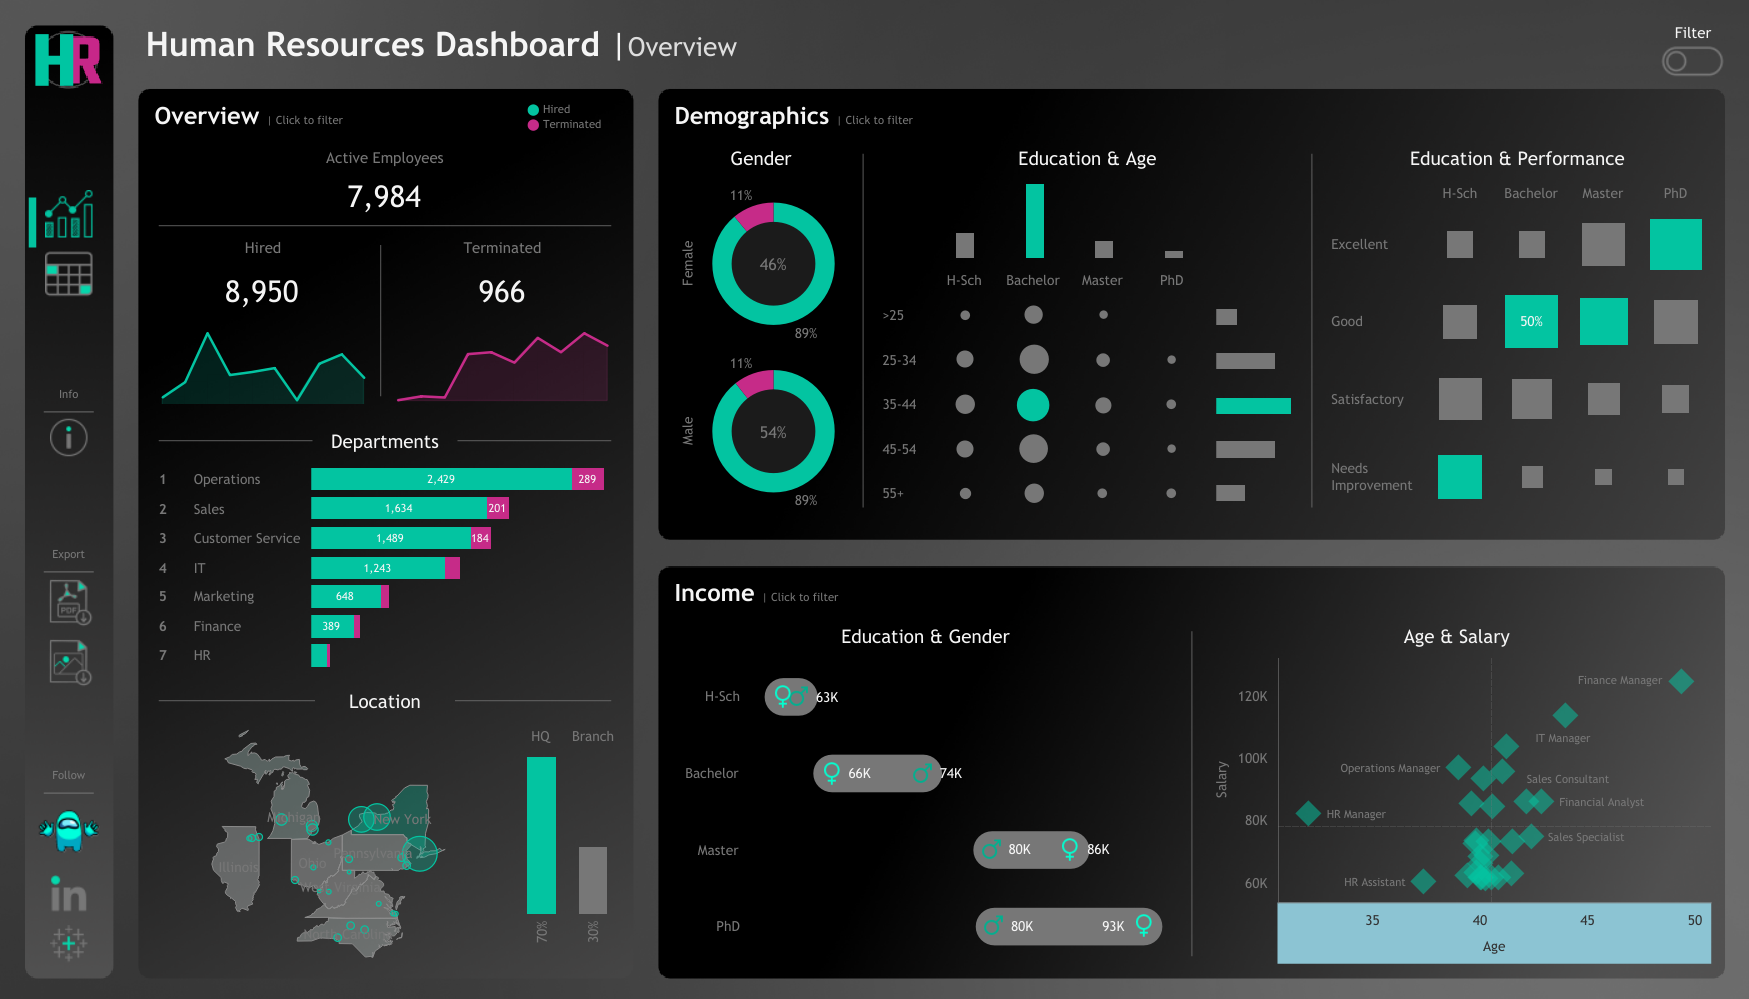 HR
Human Resources Dashboard | Overview
Filter
Info
Export
PDF
Follow
in
Overview | Click to filter
Hired
Terminated
Active Employees
7,984
Hired
8,950
Terminated
966
Departments
1 Operations 2,429 289
2 Sales 1,634 201
3 Customer Service 1,489 184
4 IT 1,243
5 Marketing 648
6 Finance 389
7 HR
Location
Michigan
New York
Illinois
Ohio
Pennsylvania
West Virginia
North Carolina
HQ Branch
70% 30%
Demographics | Click to filter
Gender
Female
11%
46%
89%
Male
11%
54%
89%
Education & Age
H-Sch Bachelor Master PhD
>25
25-34
35-44
45-54
55+
Education & Performance
H-Sch Bachelor Master PhD
Excellent
Good 50%
Satisfactory
Needs
Improvement
Income | Click to filter
Education & Gender
H-Sch 63K
Bachelor 66K 74K
Master 80K 86K
PhD 80K 93K
Age & Salary
Salary
120K
100K
80K
60K
Finance Manager
IT Manager
Operations Manager
Sales Consultant
Financial Analyst
HR Manager
Sales Specialist
HR Assistant
35 40 45 50
Age